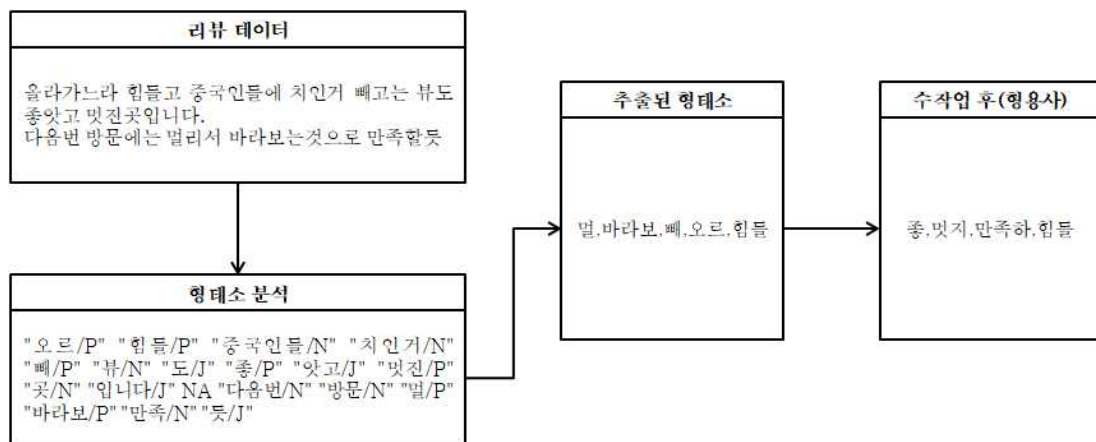 리뷰 데이터
올라가느라 힘들고 중국인들에 치인거 빼고는 뷰도
좋앗고 멋진곳입니다.
다음번 방문에는 멀리서 바라보는것으로 만족할듯
형태소 분석
"오르/P" "힘들/P" "중국인들/N" "치인거/N"
"빼/P" "뷰/N" "도/J" "좋/P" "앗고/J" "멋진/P"
"곳/N" "입니다/J" NA "다음번/N" "방문/N" "멀/P"
"바라보/P" "만족/N" "듯/J"
추출된 형태소
멀,바라보,빼,오르,힘들
수작업 후(형용사)
좋,멋지,만족하,힘들